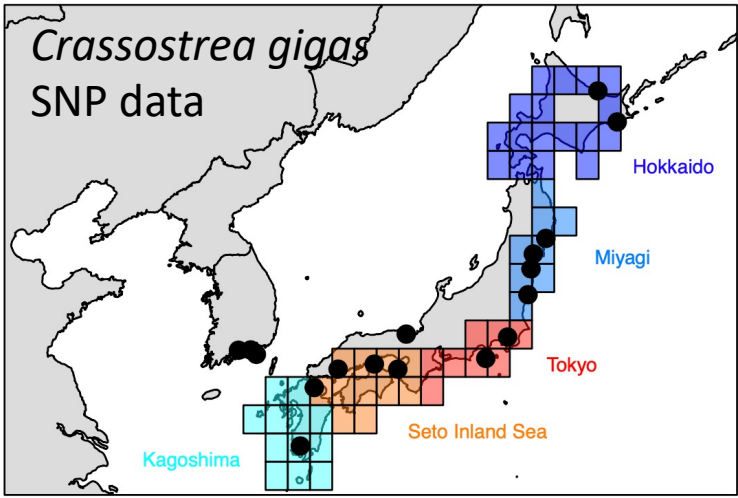 Crassostrea gigas
SNP data
Hokkaido
Miyagi
Tokyo
Seto Inland Sea
Kagoshima